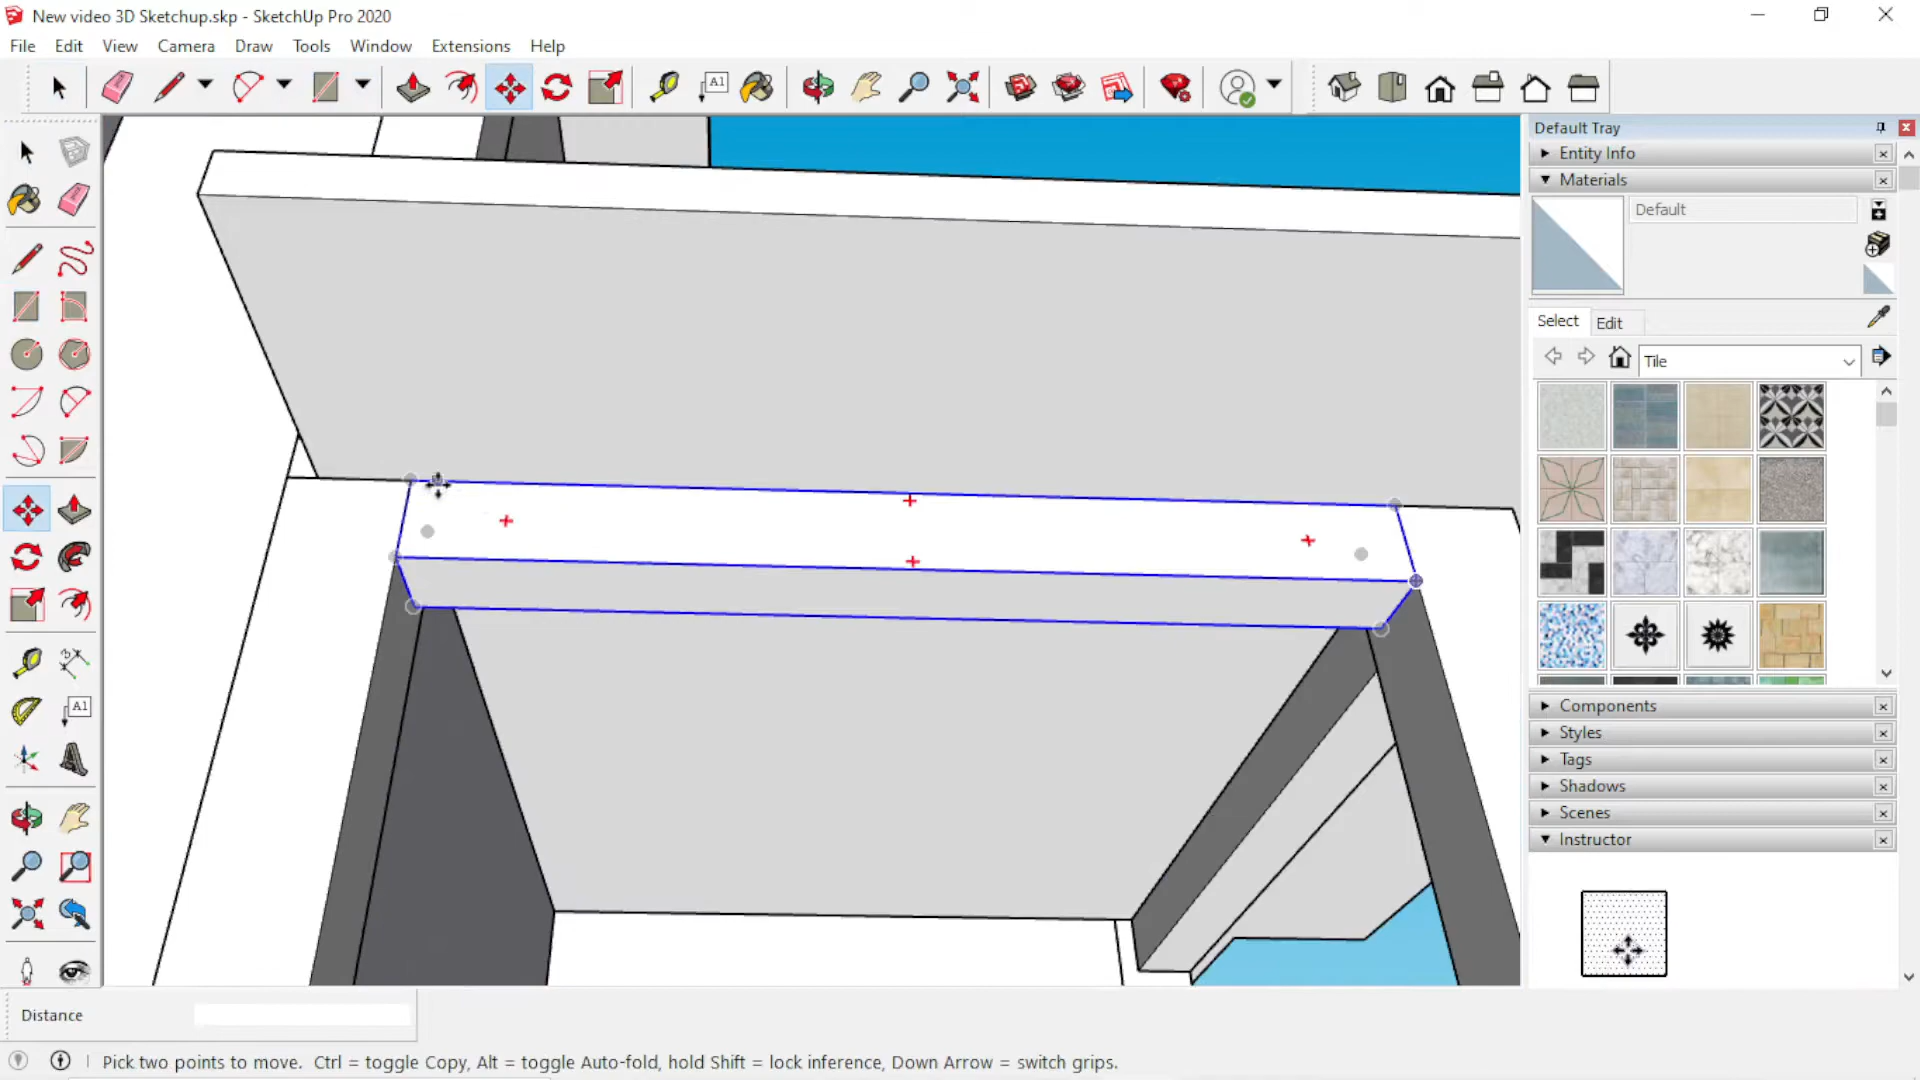 New video 3D Sketchup.skp - SketchUp Pro 2020
File Edit View Camera Draw Tools Window Extensions Help
A1
Default Tray
Entity Info
Materials
Default
Select Edit
Tile
A1
Components
Styles
Tags
Shadows
Scenes
Instructor
Distance
Pick two points to move. Ctrl = toggle Copy, Alt = toggle Auto-fold, hold Shift = lock inference, Down Arrow = switch grips.